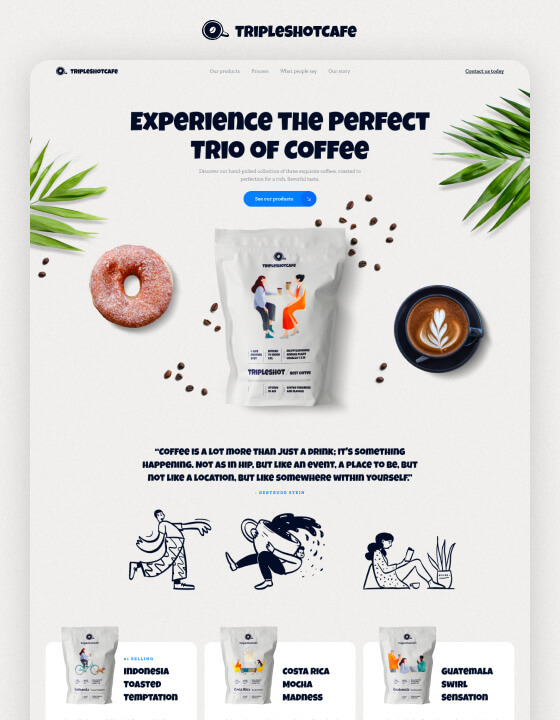 TRIPLESHOTCAFE
TRIPLESHOTCAFE
Our products Process What people say Our story
Contact us today
EXPERIENCE THE PERFECT
TRIO OF COFFEE
Discover our hand-picked collection of three exquisite coffees, roasted to
perfection for a rich, flavorful taste.
See our products
TRIPLESHOTCAFE
TRIPLESHOT
BEST COFFEE
"COFFEE IS A LOT MORE THAN JUST A DRINK; IT'S SOMETHING
HAPPENING. NOT AS IN HIP, BUT LIKE AN EVENT, A PLACE TO BE, BUT
NOT LIKE A LOCATION, BUT LIKE SOMEWHERE WITHIN YOURSELF."
- GERTRUDE STEIN
#1 SELLING
INDONESIA
TOASTED
TEMPTATION
Costa Rica
COSTA RICA
MOCHA
MADNESS
Guatemala
GUATEMALA
SWIRL
SENSATION